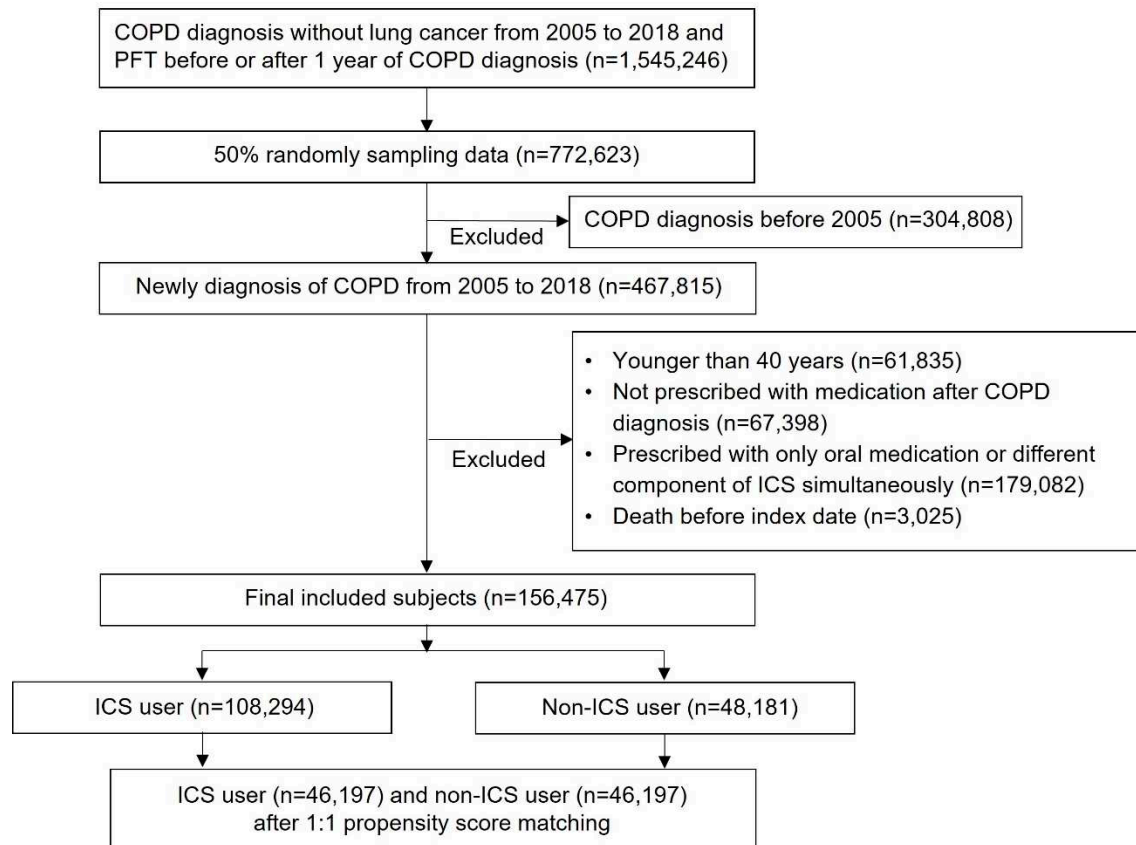 COPD diagnosis without lung cancer from 2005 to 2018 and
PFT before or after 1 year of COPD diagnosis (n=1,545,246)
50% randomly sampling data (n=772,623)
Excluded
COPD diagnosis before 2005 (n=304,808)
Newly diagnosis of COPD from 2005 to 2018 (n=467,815)
• Younger than 40 years (n=61,835)
• Not prescribed with medication after COPD
diagnosis (n=67,398)
Excluded
• Prescribed with only oral medication or different
component of ICS simultaneously (n=179,082)
• Death before index date (n=3,025)
Final included subjects (n=156,475)
ICS user (n=108,294)
Non-ICS user (n=48,181)
ICS user (n=46,197) and non-ICS user (n=46,197)
after 1:1 propensity score matching